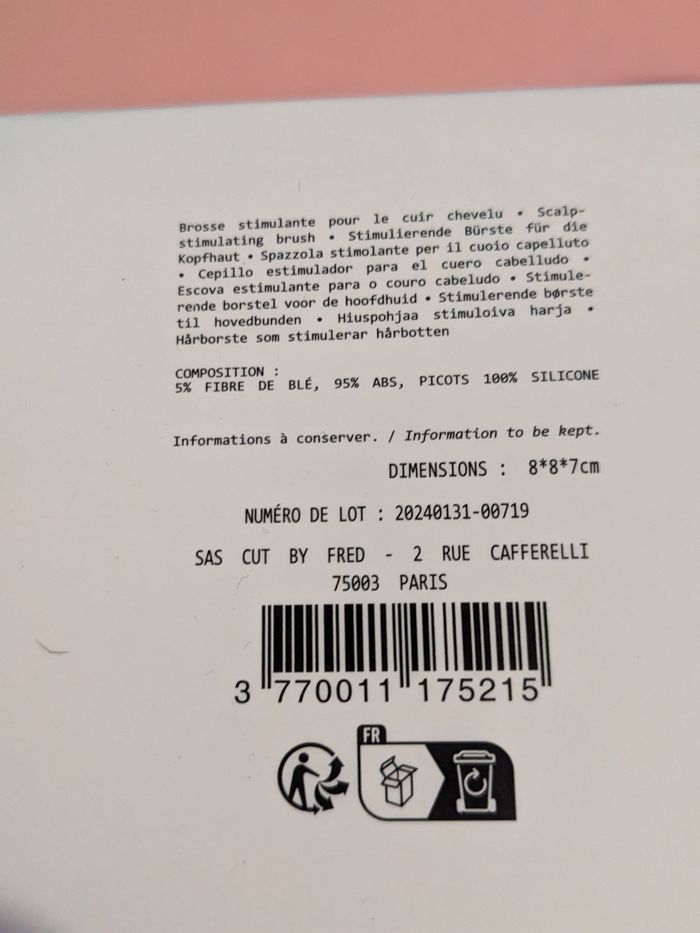 Brosse stimulante pour le cuir chevelu • Scalp-
stimulating brush • Stimulierende Bürste für die
Kopfhaut • Spazzola stimolante per il cuoio capelluto
• Cepillo estimulador para el cuero cabelludo •
Escova estimulante para o couro cabeludo • Stimule-
rende borstel voor de hoofdhuid • Stimulerende børste
til hovedbunden • Hiuspohjaa stimuloiva harja •
Hårborste som stimulerar hårbotten
COMPOSITION :
5% FIBRE DE BLÉ, 95% ABS, PICOTS 100% SILICONE
Informations à conserver. / Information to be kept.
DIMENSIONS : 8*8*7cm
NUMÉRO DE LOT : 20240131-00719
SAS CUT BY FRED - 2 RUE CAFFERELLI
75003 PARIS
3 770011 175215
FR